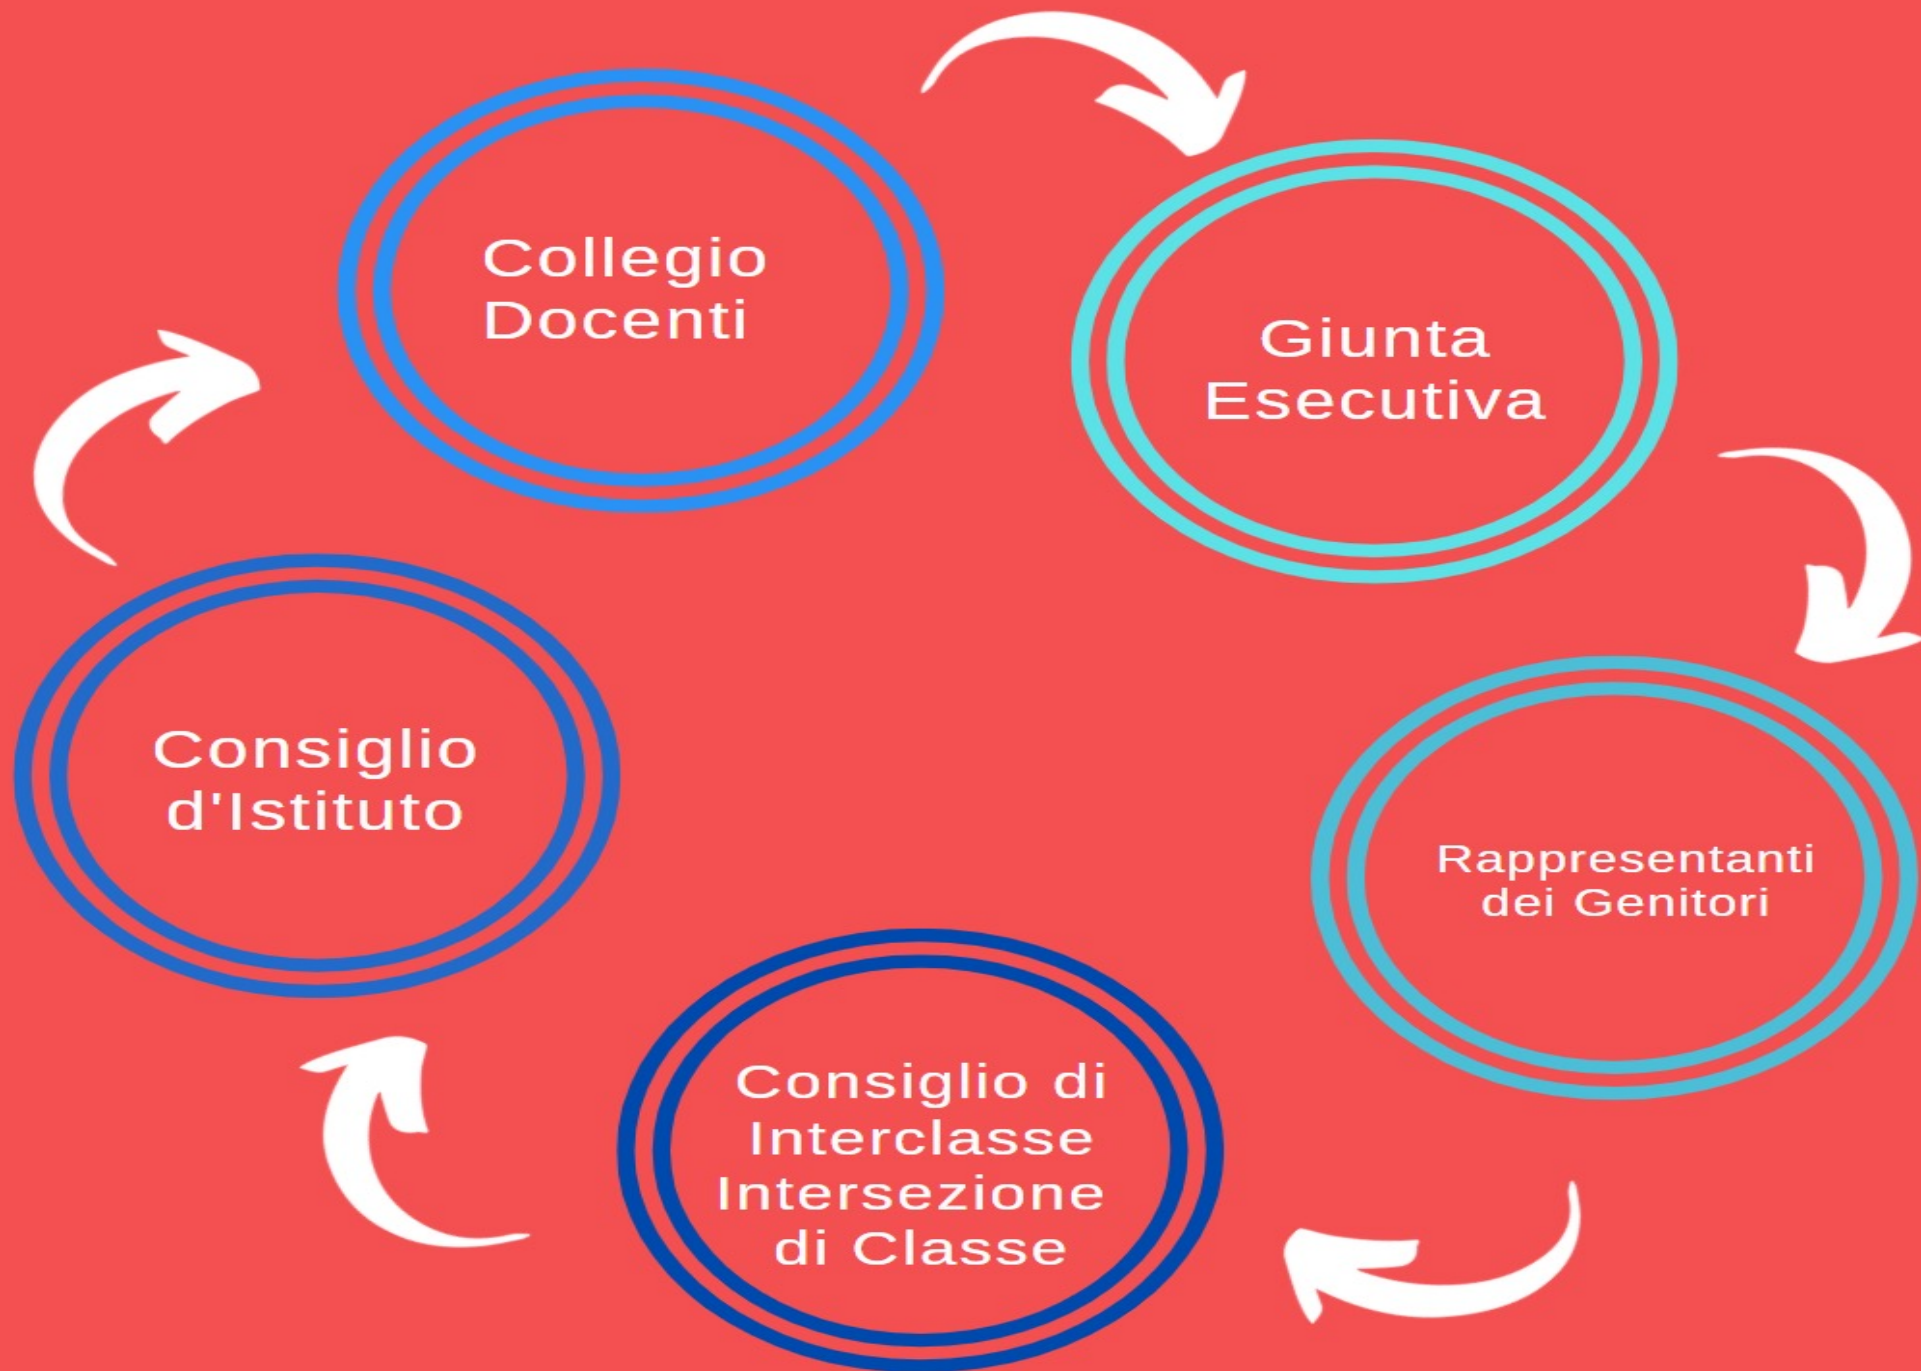 Collegio
Docenti
Giunta
Esecutiva
Rappresentanti
dei Genitori
Consiglio di
Interclasse
Intersezione
di Classe
Consiglio
d'Istituto